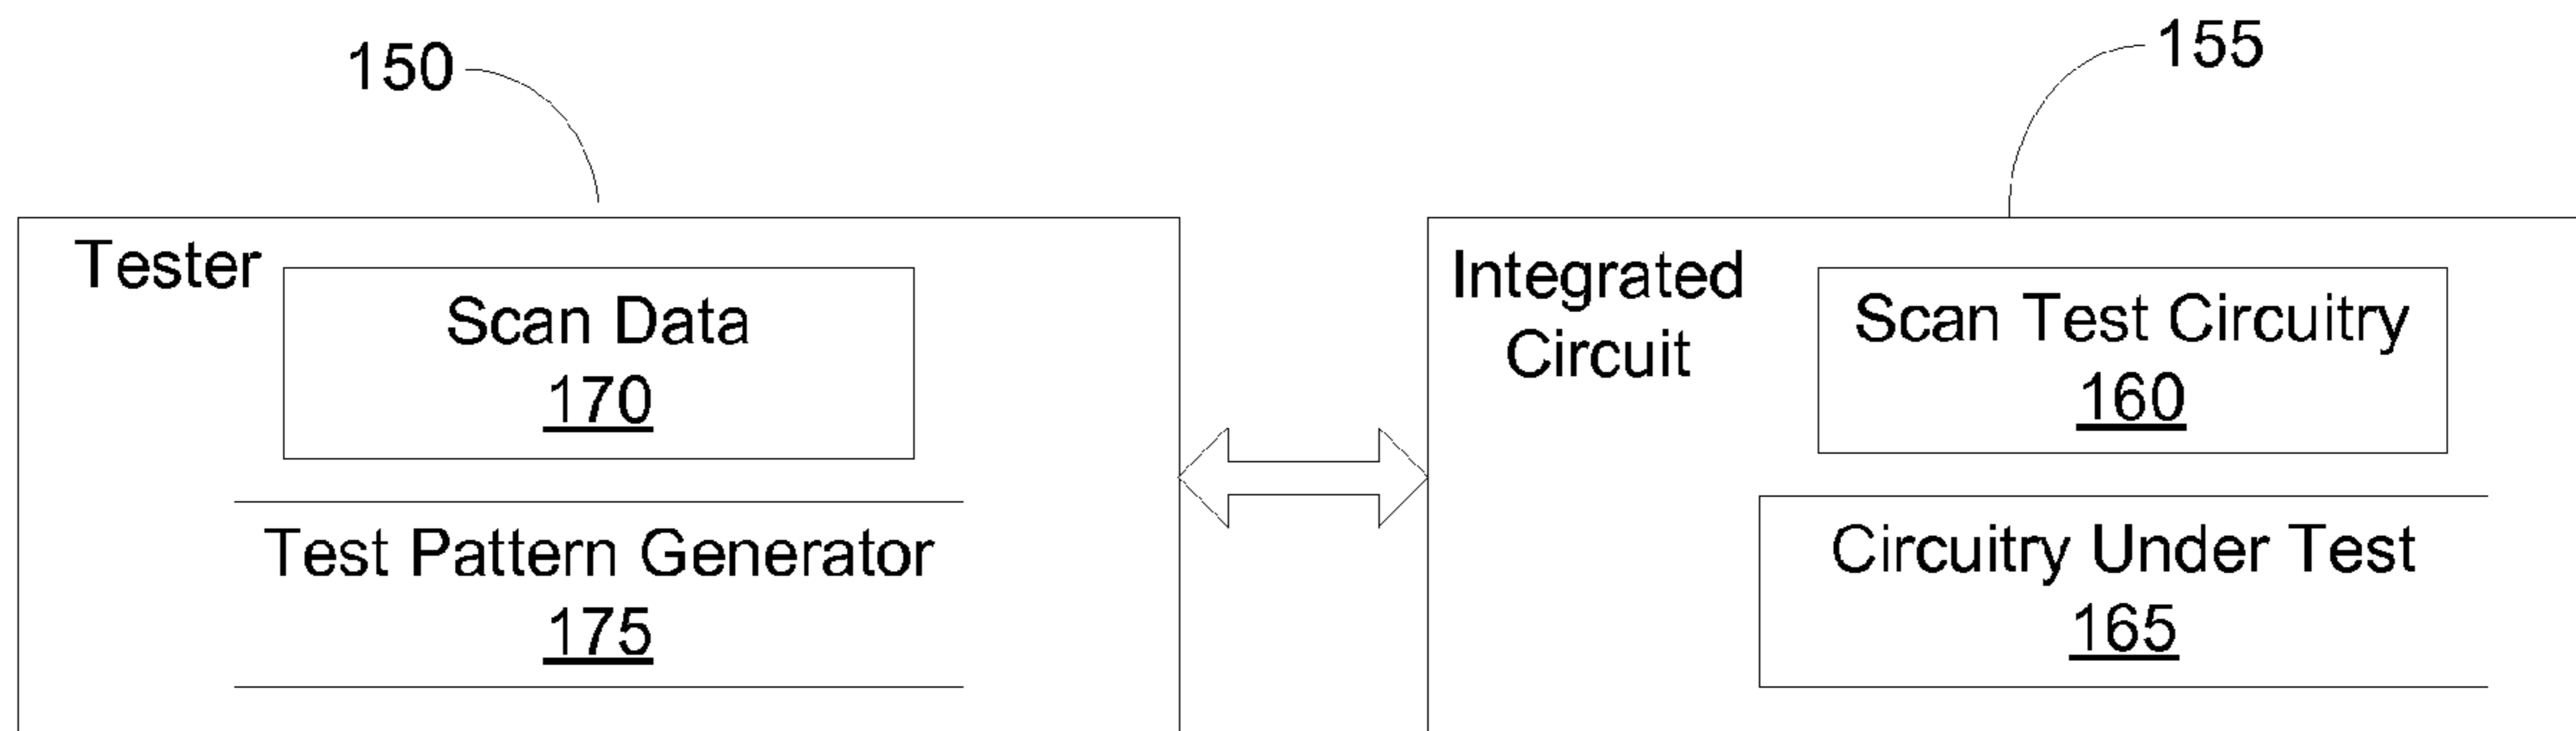 150
155
Tester
Scan Data
170
Test Pattern Generator
175
Integrated
Circuit
Scan Test Circuitry
160
Circuitry Under Test
165